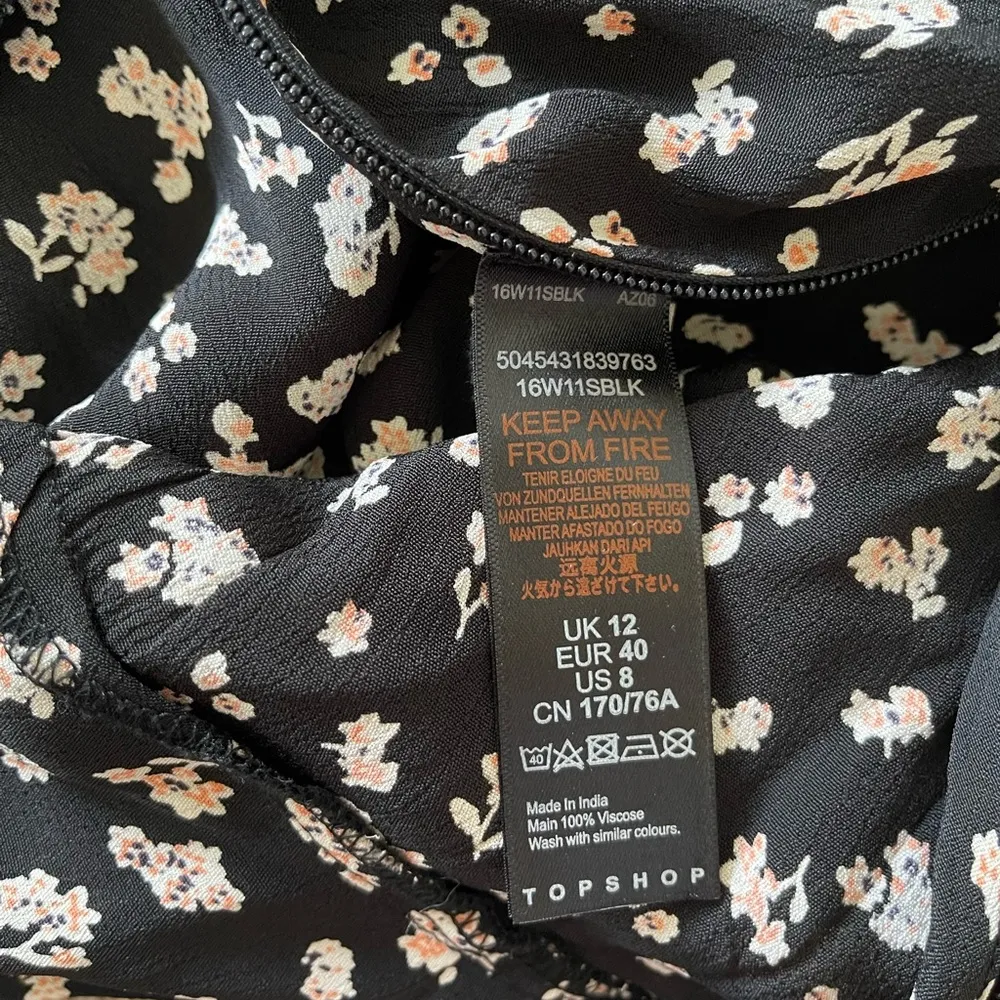 16W11SBLK AZ06
5045431839763
16W11SBLK
KEEP AWAY
FROM FIRE
TENIR ELOIGNE DU FEU
VON ZUNDQUELLEN FERNHALTEN
MANTENER ALEJADO DEL FEUGO
MANTER AFASTADO DO FOGO
JAUHKAN DARI API
远离火源
火気から遠ざけて下さい。
UK 12
EUR 40
US 8
CN 170/76A
40
Made In India
Main 100% Viscose
Wash with similar colours.
TOPSHOP